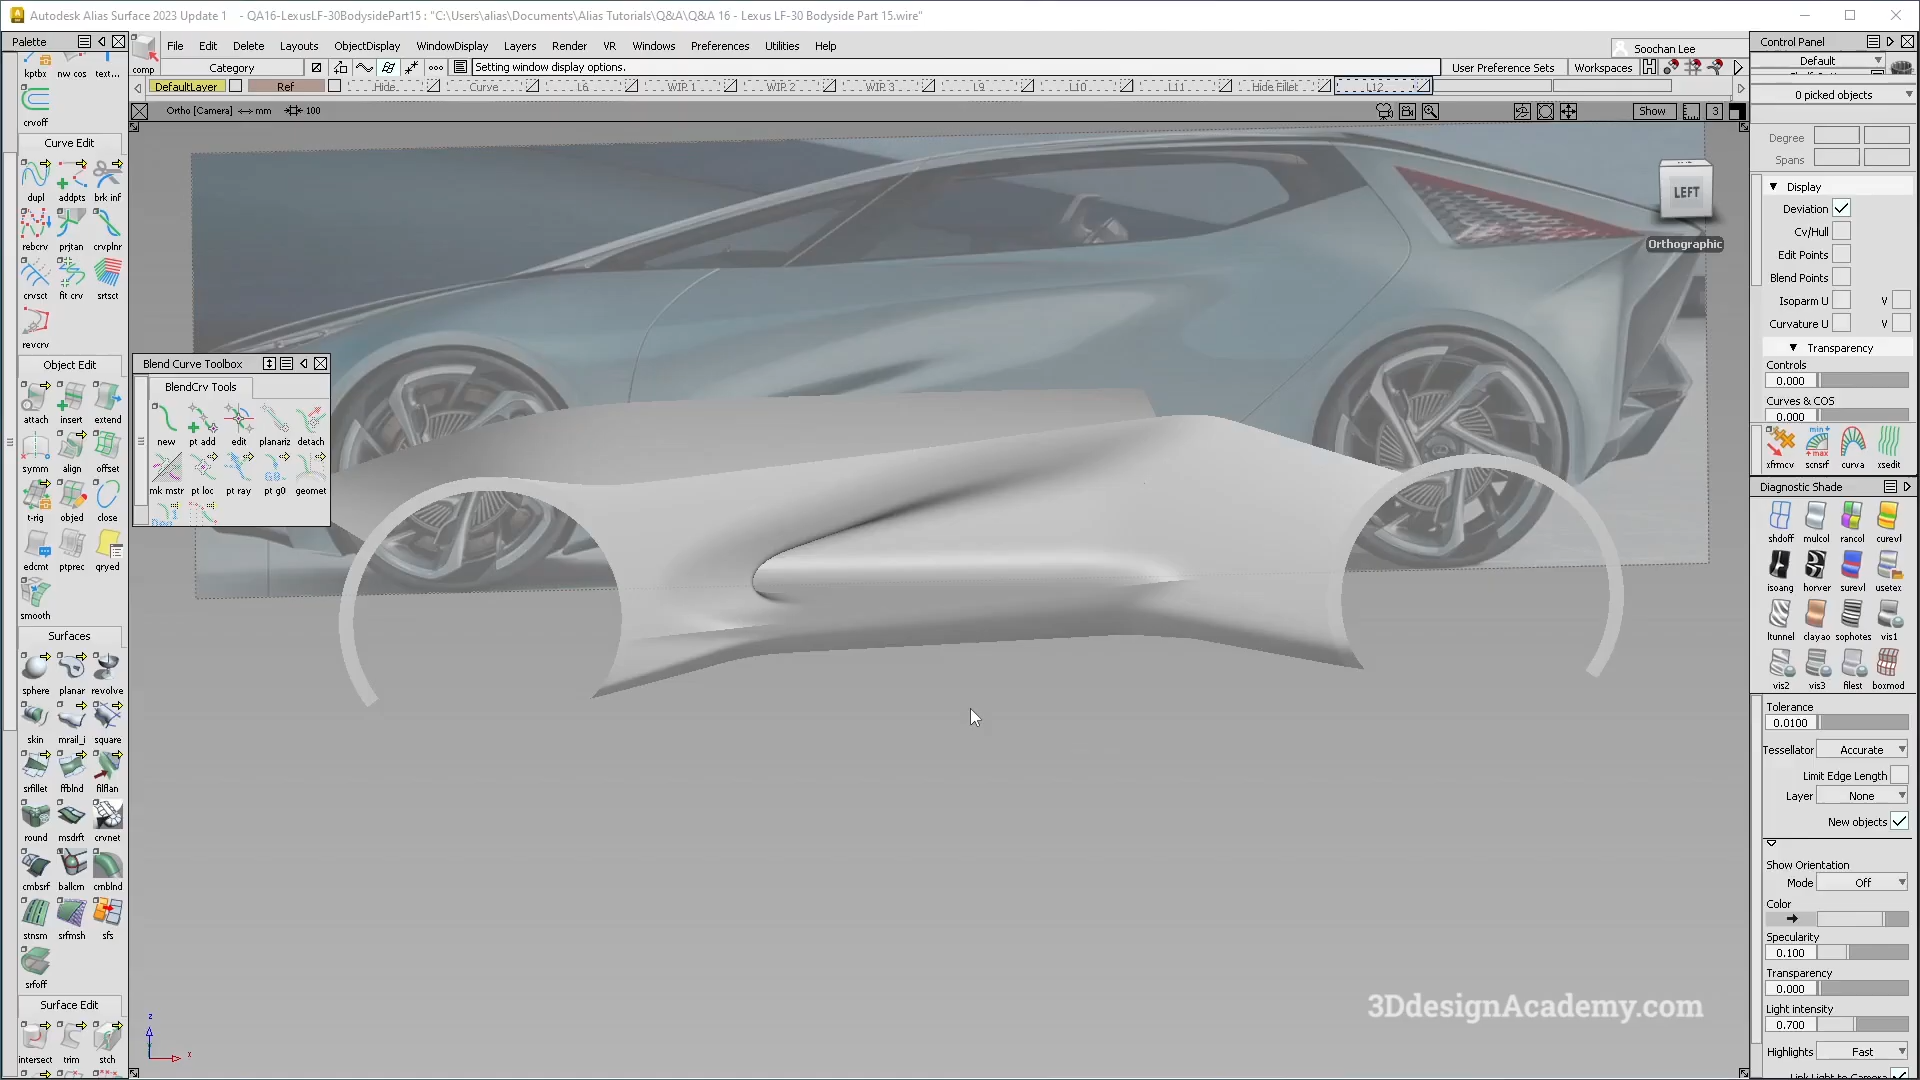 Autodesk Alias Surface 2023 Update 1 - QA16-LexusLF-30BodysidePart15 : "C:\Users\alias\Documents\Alias Tutorials\Q&A\Q&A 16 - Lexus LF-30 Bodyside Part 15.wire"
Palette
kptbx nw cos text...
crvoff
Curve Edit
dupl addpts brk inf
rebcrv prjtan crvplnr
crvsct fit crv srtsct
revcrv
Object Edit
attach insert extend
symm align offset
t-rig objed close
edcmt ptprec qryed
smooth
Surfaces
sphere planar revolve
skin mrail_i square
srfillet ffblnd filflan
round msdrft crvnet
cmbsrf ballcrn crnblnd
stnsm srfmsh sfs
srfoff
Surface Edit
intersect trim stch
comp
File Edit Delete Layouts ObjectDisplay WindowDisplay Layers Render VR Windows Preferences Utilities Help
Soochan Lee
Category
Setting window display options.
User Preference Sets Workspaces
DefaultLayer Ref Hide Curve L6 WIP 1 WIP 2 WIP 3 L9 L10 L11 Hide Fillet L12
Ortho [Camera] mm 100
Show 3
LEFT
Orthographic
Blend Curve Toolbox
BlendCrv Tools
new pt add edit planariz detach
mk mstr pt loc pt ray pt g0 geomet
z
x
3DdesignAcademy.com
Control Panel
Default
0 picked objects
Degree
Spans
Display
Deviation
Cv/Hull
Edit Points
Blend Points
Isoparm U V
Curvature U V
Transparency
Controls
0.000
Curves & COS
0.000
xfrmcv scnsrf curva xsedit
Diagnostic Shade
shdoff mulcol rancol curevl
isoang horver surevl usetex
ltunnel clayao sophotes vis1
vis2 vis3 filest boxmod
Tolerance
0.0100
Tessellator Accurate
Limit Edge Length
Layer None
New objects
Show Orientation
Mode Off
Color
Specularity
0.100
Transparency
0.000
Light intensity
0.700
Highlights Fast